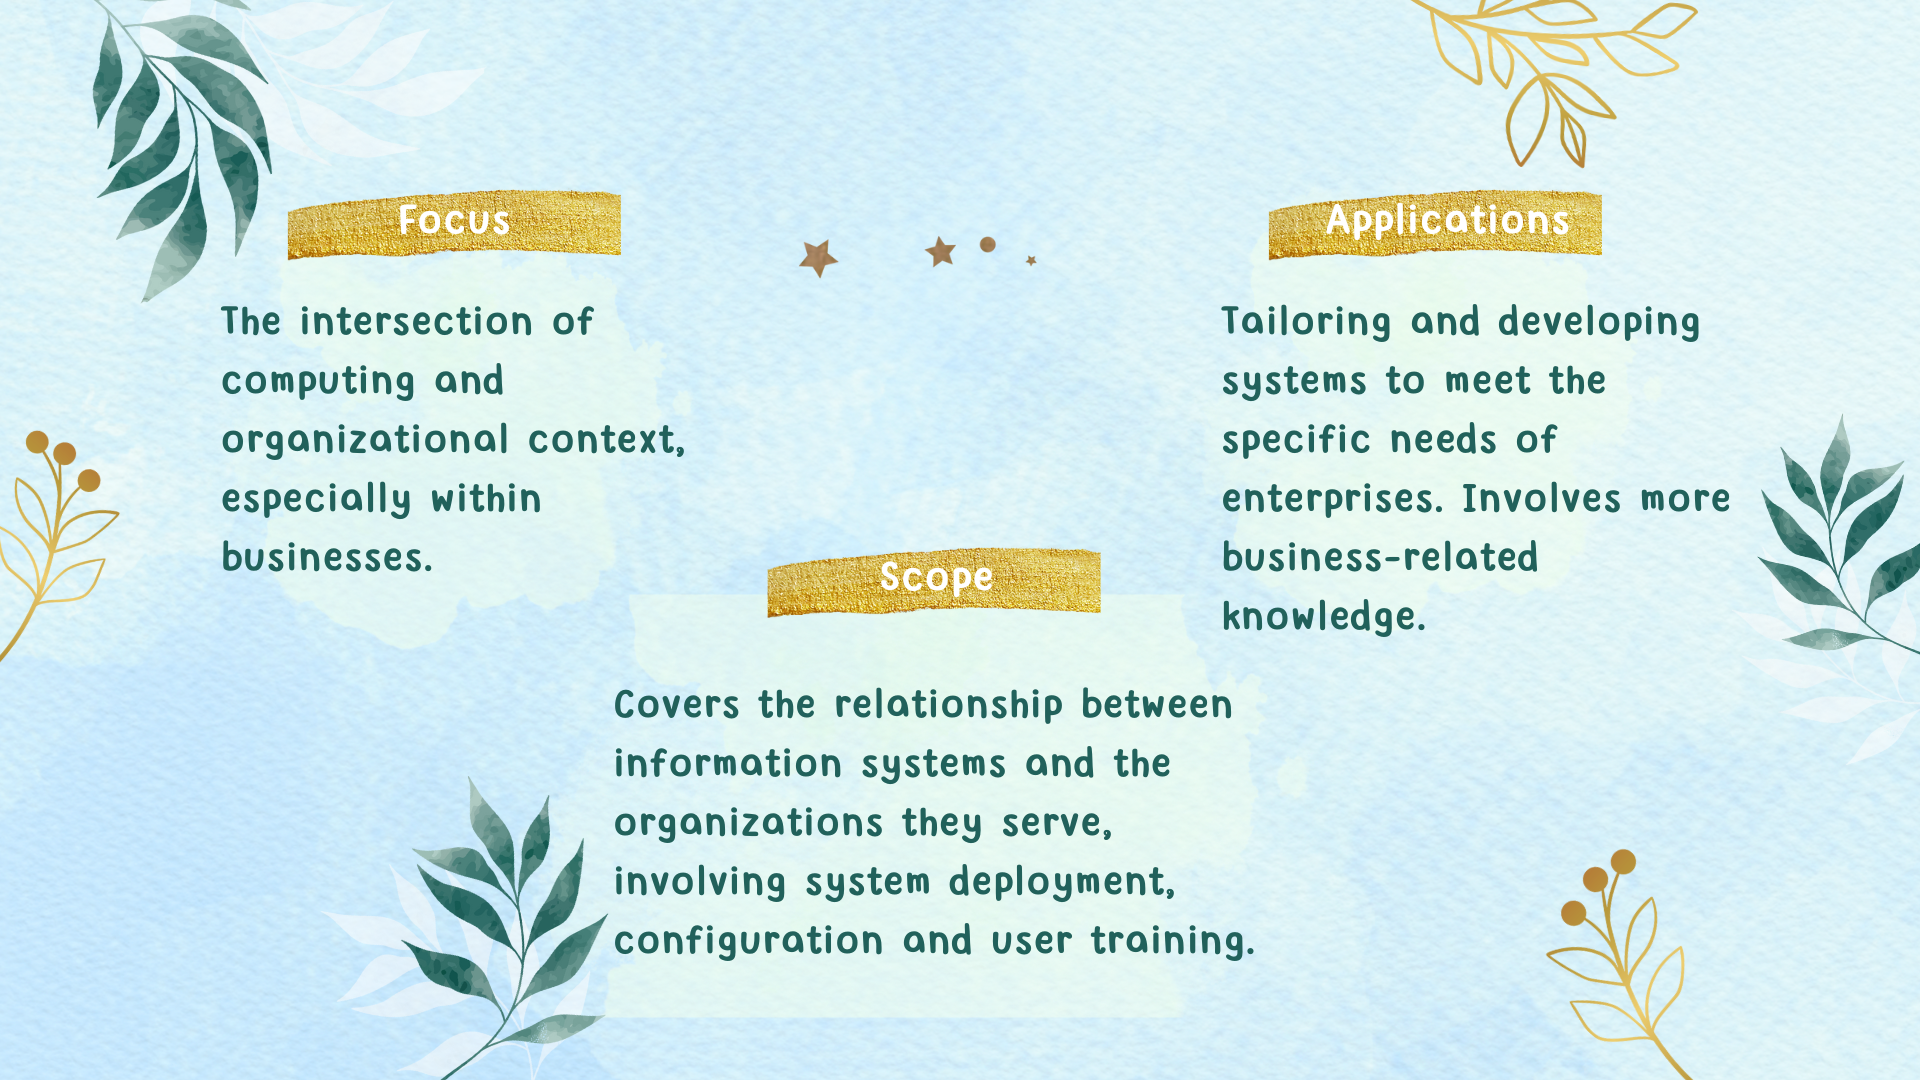 Focus
The intersection of
computing and
organizational context,
especially within
businesses.
Scope
Covers the relationship between
information systems and the
organizations they serve,
involving system deployment,
configuration and user training.
Applications
Tailoring and developing
systems to meet the
specific needs of
enterprises. Involves more
business-related
knowledge.